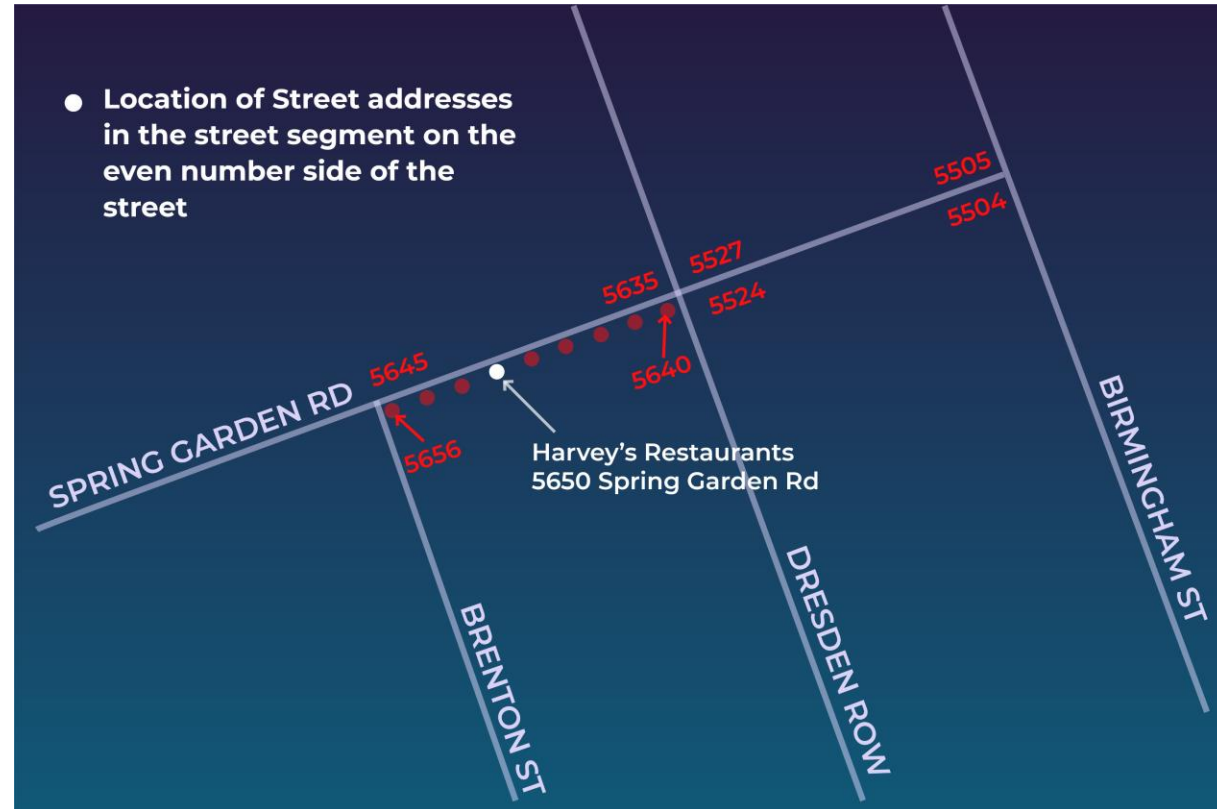 Location of Street addresses
in the street segment on the
even number side of the
street
5505
5504
5527
5524
5635
5640
5645
5656
SPRING GARDEN RD
Harvey's Restaurants
5650 Spring Garden Rd
BRENTON ST
DRESDEN ROW
BIRMINGHAM ST